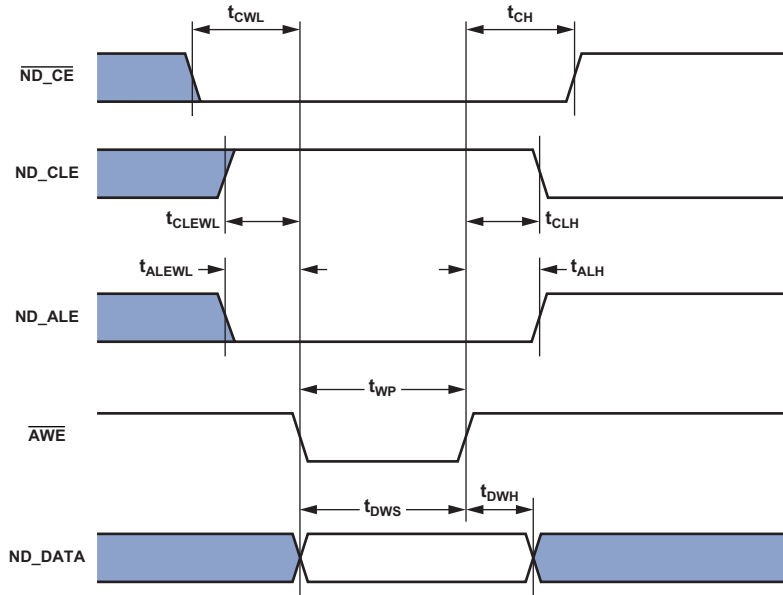 tCWL
tCH
ND_CE
ND_CLE
tCLEWL
tCLH
tALEWL
tALH
ND_ALE
tWP
AWE
tDWS
tDWH
ND_DATA